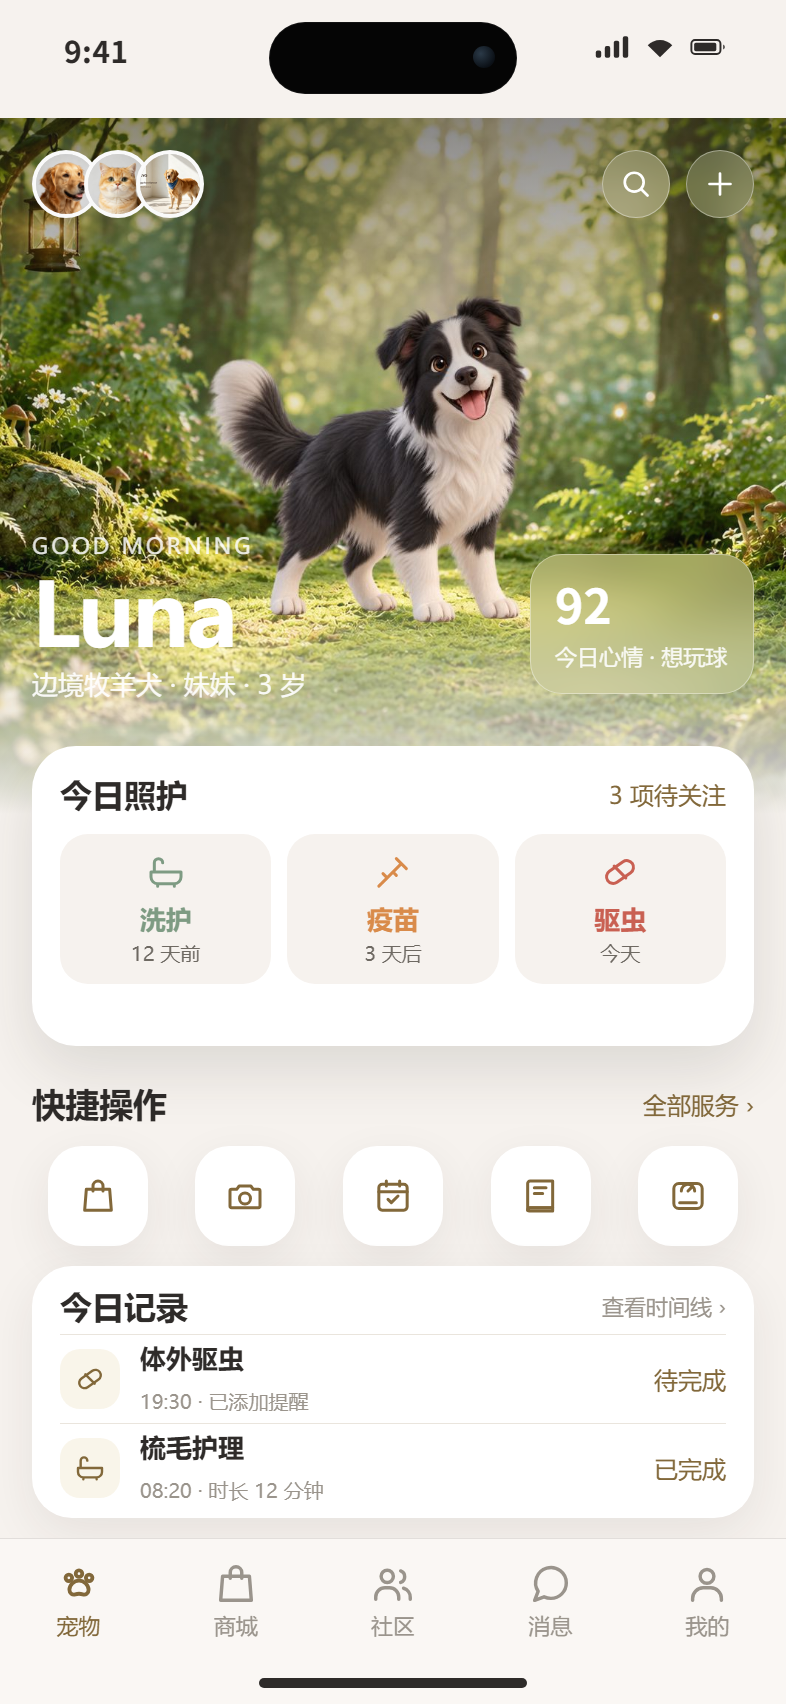 9:41
GOOD MORNING
Luna
边境牧羊犬 · 妹妹 · 3 岁
92
今日心情 · 想玩球
今日照护
3 项待关注
洗护
12 天前
疫苗
3 天后
驱虫
今天
快捷操作
全部服务 ›
今日记录
查看时间线 ›
体外驱虫
19:30 · 已添加提醒
待完成
梳毛护理
08:20 · 时长 12 分钟
已完成
宠物
商城
社区
消息
我的